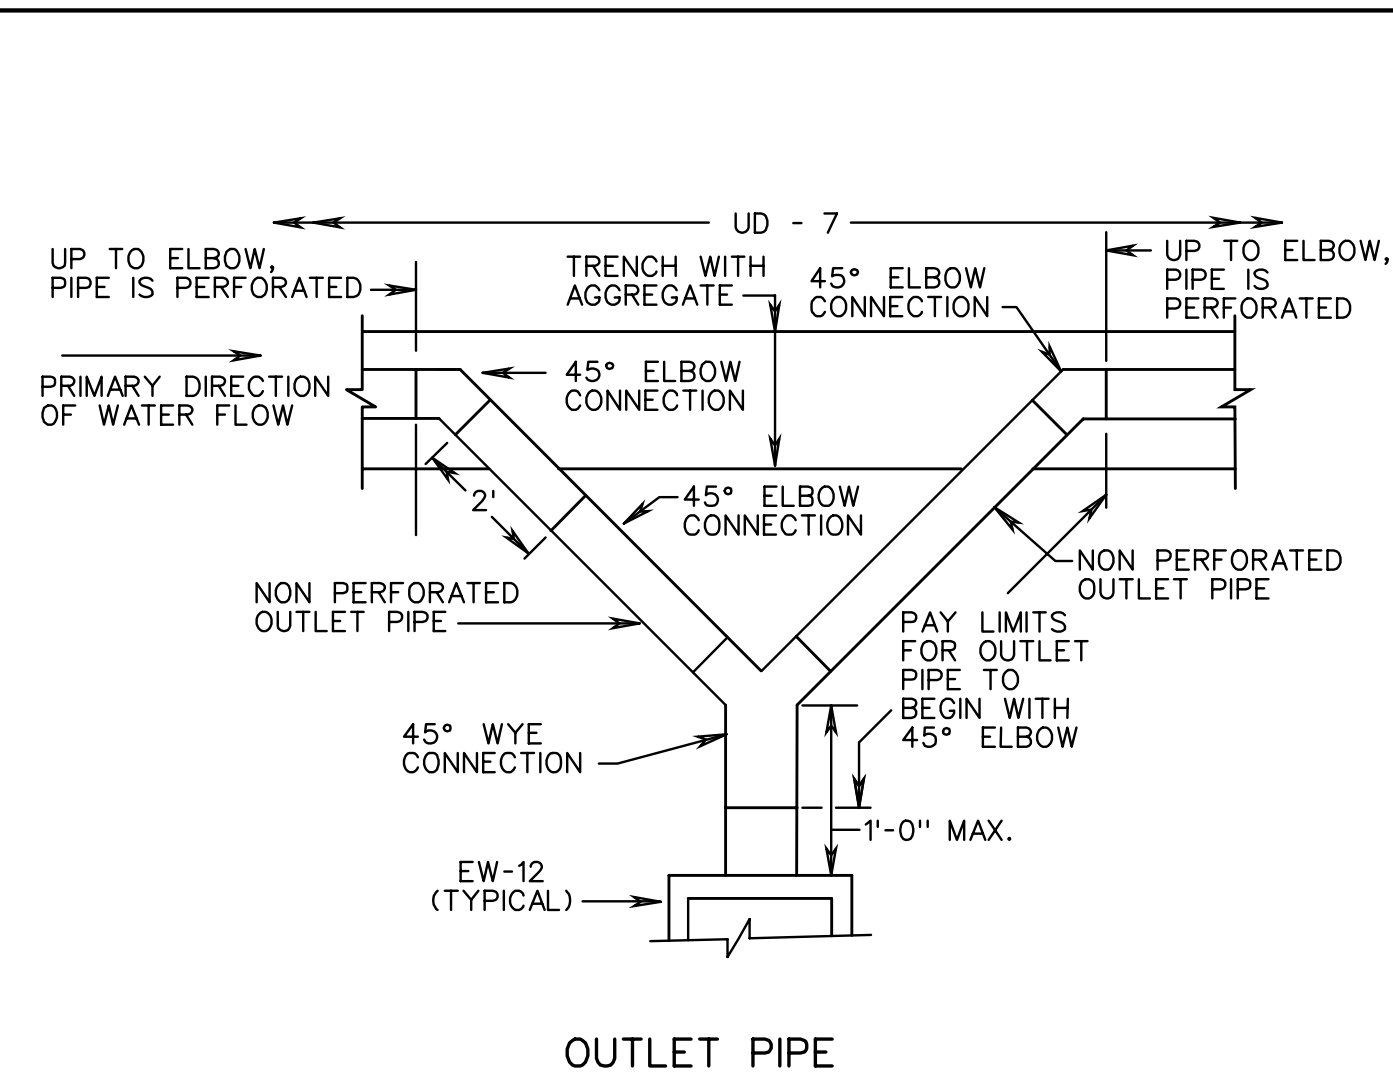 UD - 7
UP TO ELBOW,
PIPE IS PERFORATED
TRENCH WITH
AGGREGATE
45° ELBOW
CONNECTION
UP TO ELBOW,
PIPE IS
PERFORATED
PRIMARY DIRECTION
OF WATER FLOW
45° ELBOW
CONNECTION
2'
45° ELBOW
CONNECTION
NON PERFORATED
OUTLET PIPE
NON PERFORATED
OUTLET PIPE
PAY LIMITS
FOR OUTLET
PIPE TO
BEGIN WITH
45° ELBOW
45° WYE
CONNECTION
1'-0" MAX.
EW-12
(TYPICAL)
OUTLET PIPE